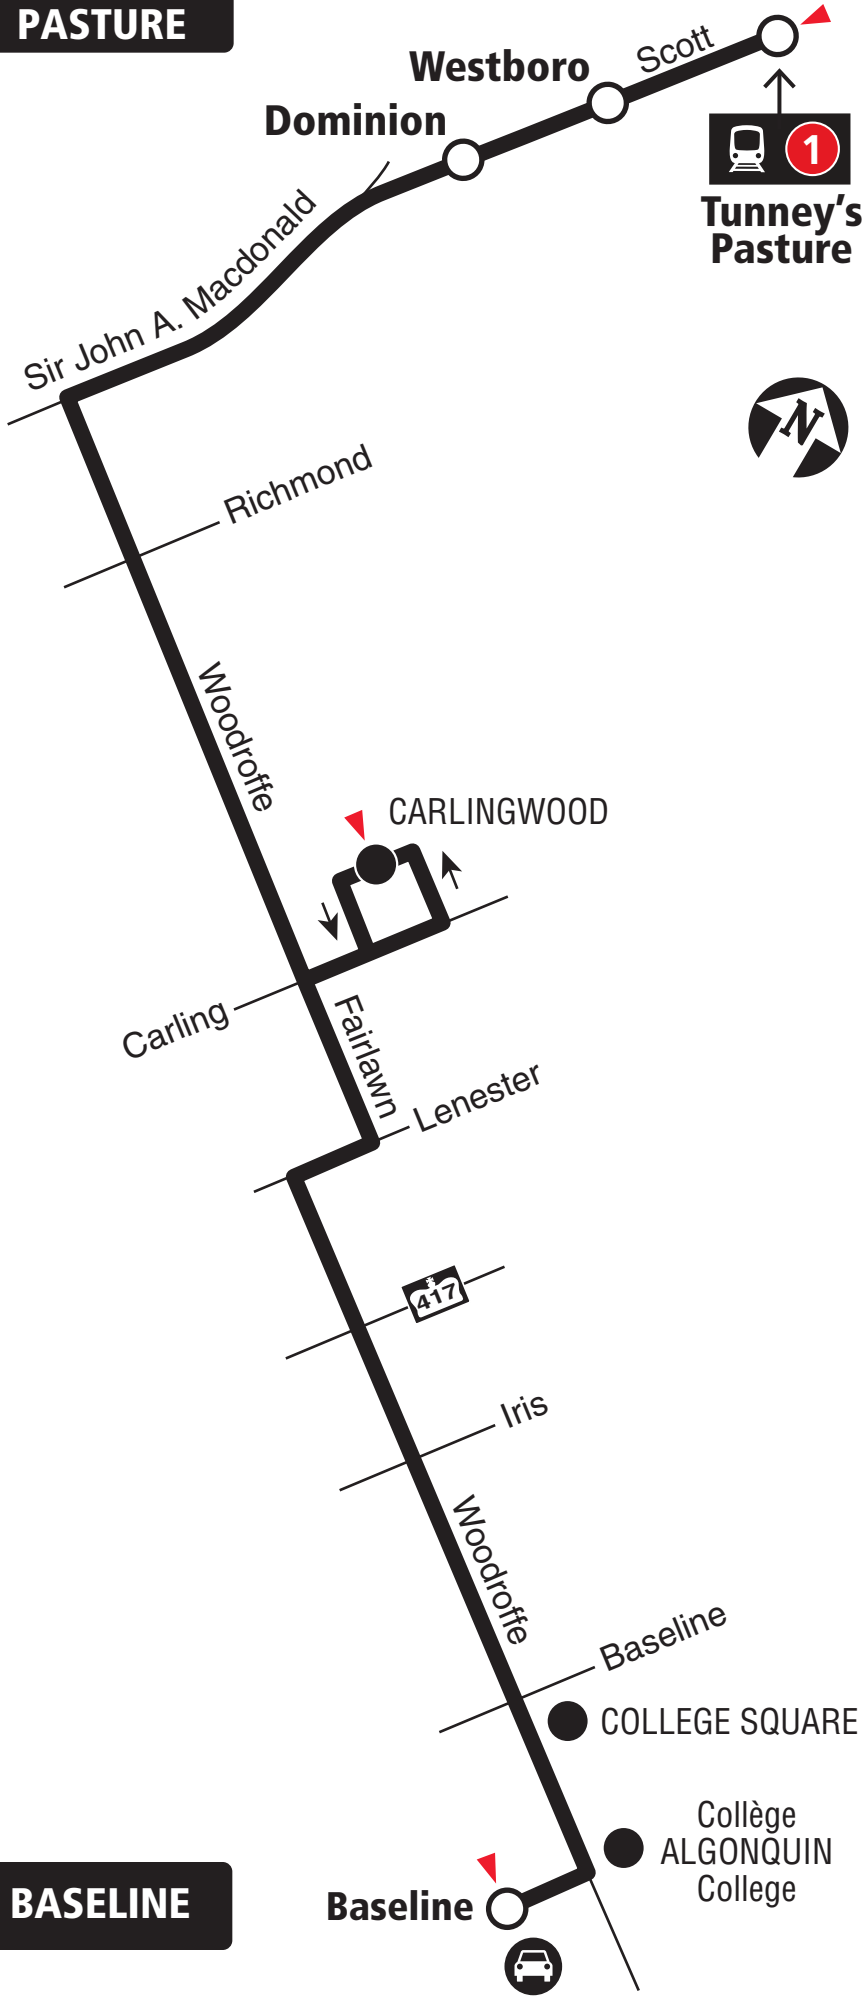 PASTURE
Scott
Westboro
Dominion
1
Tunney's
Pasture
Sir John A. Macdonald
N
Richmond
Woodroffe
CARLINGWOOD
Carling
Fairlawn
Lenester
417
Iris
Woodroffe
Baseline
COLLEGE SQUARE
Collège
ALGONQUIN
College
BASELINE
Baseline